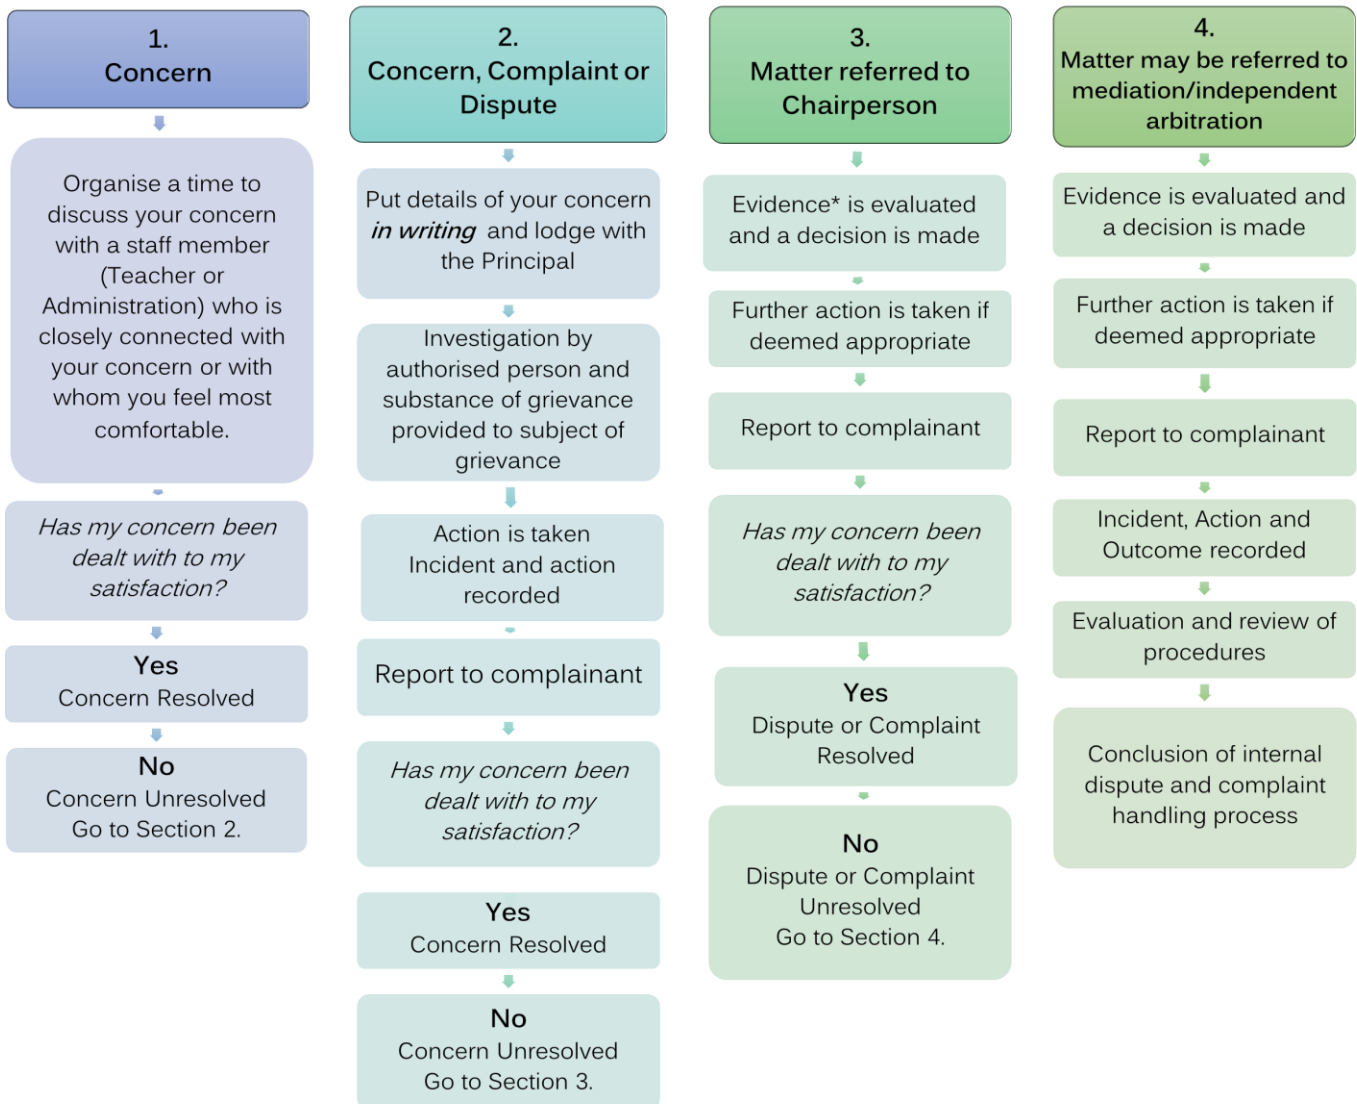 1.
Concern
Organise a time to
discuss your concern
with a staff member
(Teacher or
Administration) who is
closely connected with
your concern or with
whom you feel most
comfortable.
Has my concern been
dealt with to my
satisfaction?
Yes
Concern Resolved
No
Concern Unresolved
Go to Section 2.
2.
Concern, Complaint or
Dispute
Put details of your concern
in writing and lodge with
the Principal
Investigation by
authorised person and
substance of grievance
provided to subject of
grievance
Action is taken
Incident and action
recorded
Report to complainant
Has my concern been
dealt with to my
satisfaction?
Yes
Concern Resolved
No
Concern Unresolved
Go to Section 3.
3.
Matter referred to
Chairperson
Evidence* is evaluated
and a decision is made
Further action is taken if
deemed appropriate
Report to complainant
Has my concern been
dealt with to my
satisfaction?
Yes
Dispute or Complaint
Resolved
No
Dispute or Complaint
Unresolved
Go to Section 4.
4.
Matter may be referred to
mediation/independent
arbitration
Evidence is evaluated and
a decision is made
Further action is taken if
deemed appropriate
Report to complainant
Incident, Action and
Outcome recorded
Evaluation and review of
procedures
Conclusion of internal
dispute and complaint
handling process